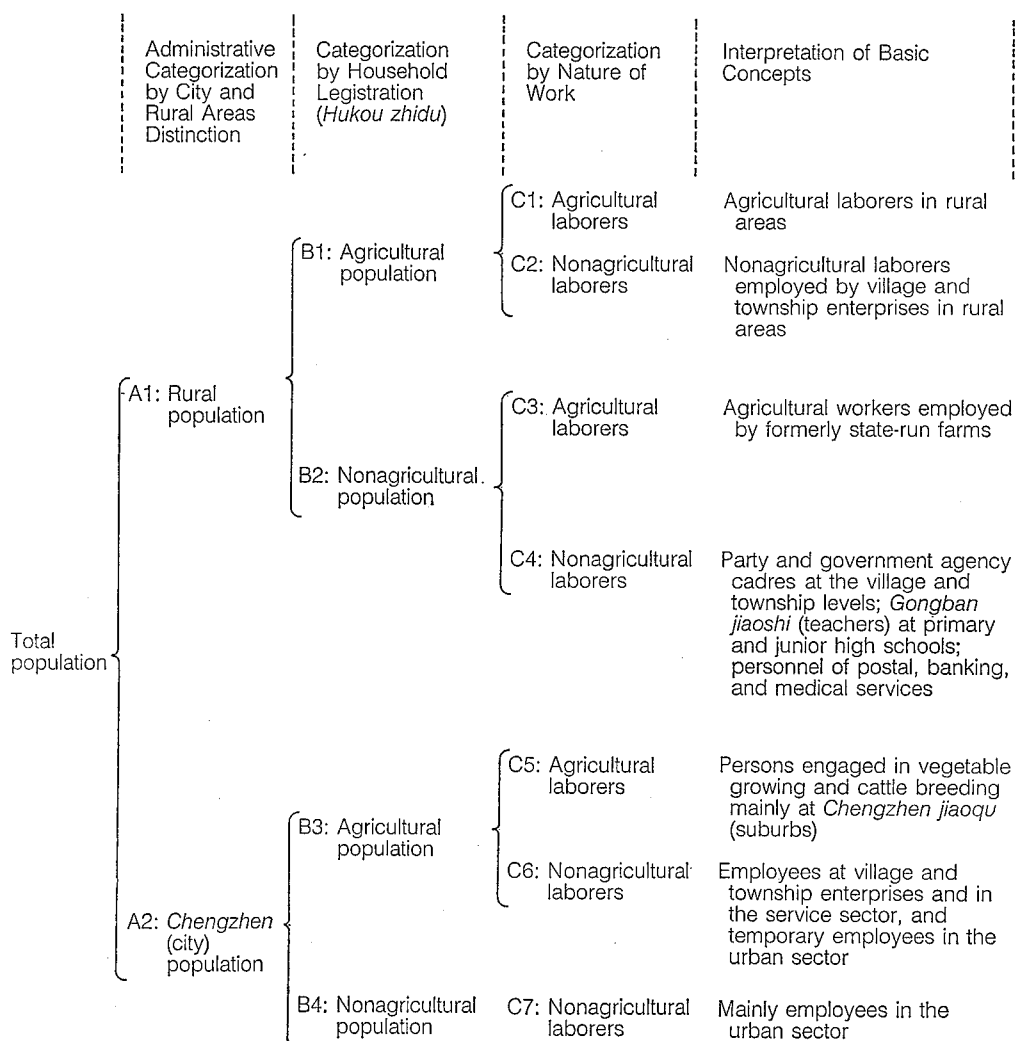 Administrative
Categorization
by City and
Rural Areas
Distinction
Categorization
by Household
Legistration
(Hukou zhidu)
Categorization
by Nature of
Work
Interpretation of Basic
Concepts
Total
population
A1: Rural
population
B1: Agricultural
population
C1: Agricultural
laborers
Agricultural laborers in rural
areas
C2: Nonagricultural
laborers
Nonagricultural laborers
employed by village and
township enterprises in rural
areas
B2: Nonagricultural
population
C3: Agricultural
laborers
Agricultural workers employed
by formerly state-run farms
C4: Nonagricultural
laborers
Party and government agency
cadres at the village and
township levels; Gongban
jiaoshi (teachers) at primary
and junior high schools;
personnel of postal, banking,
and medical services
A2: Chengzhen
(city)
population
B3: Agricultural
population
C5: Agricultural
laborers
Persons engaged in vegetable
growing and cattle breeding
mainly at Chengzhen jiaoqu
(suburbs)
C6: Nonagricultural
laborers
Employees at village and
township enterprises and in
the service sector, and
temporary employees in the
urban sector
B4: Nonagricultural
population
C7: Nonagricultural
laborers
Mainly employees in the
urban sector